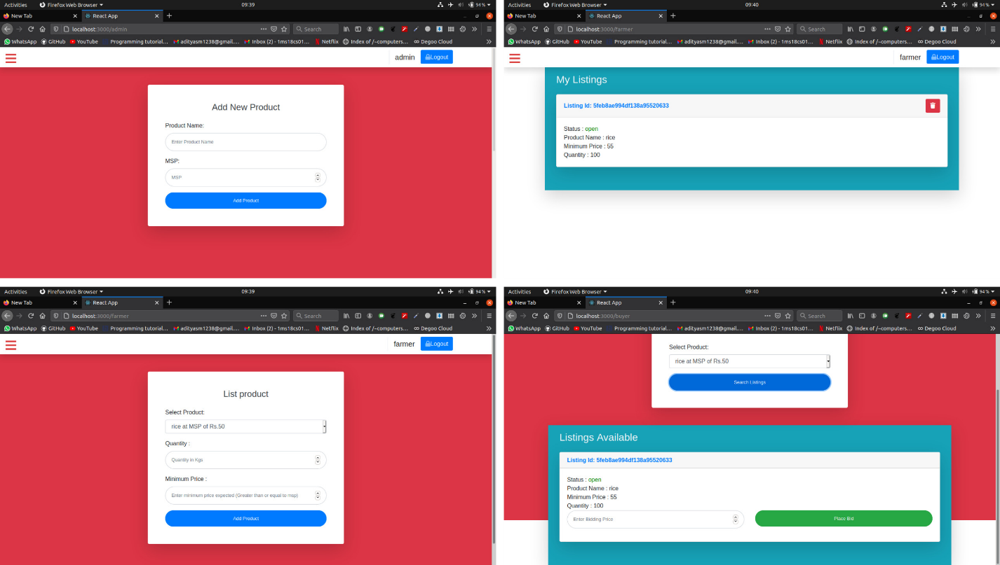 Activities Firefox Web Browser 09:39 94 %
New Tab React App
localhost:3000/admin Search
WhatsApp GitHub YouTube Programming tutorial... adityasm1238@gmail.... Inbox (2) - 1ms18cs01... Netflix Index of /~computers... Degoo Cloud
admin Logout
Add New Product
Product Name:
Enter Product Name
MSP:
MSP
Add Product
Activities Firefox Web Browser 09:40 94 %
New Tab React App
localhost:3000/farmer Search
WhatsApp GitHub YouTube Programming tutorial... adityasm1238@gmail.... Inbox (2) - 1ms18cs01... Netflix Index of /~computers... Degoo Cloud
farmer Logout
My Listings
Listing Id: 5feb8ae994df138a95520633
Status : open
Product Name : rice
Minimum Price : 55
Quantity : 100
Activities Firefox Web Browser 09:39 94 %
New Tab React App
localhost:3000/farmer Search
WhatsApp GitHub YouTube Programming tutorial... adityasm1238@gmail.... Inbox (2) - 1ms18cs01... Netflix Index of /~computers... Degoo Cloud
farmer Logout
List product
Select Product:
rice at MSP of Rs.50
Quantity :
Quantity in Kgs
Minimum Price :
Enter minimum price expected (Greater than or equal to msp)
Add Product
Activities Firefox Web Browser 09:40 94 %
New Tab React App
localhost:3000/buyer Search
WhatsApp GitHub YouTube Programming tutorial... adityasm1238@gmail.... Inbox (2) - 1ms18cs01... Netflix Index of /~computers... Degoo Cloud
Select Product:
rice at MSP of Rs.50
Search Listings
Listings Available
Listing Id: 5feb8ae994df138a95520633
Status : open
Product Name : rice
Minimum Price : 55
Quantity : 100
Enter Bidding Price Place Bid